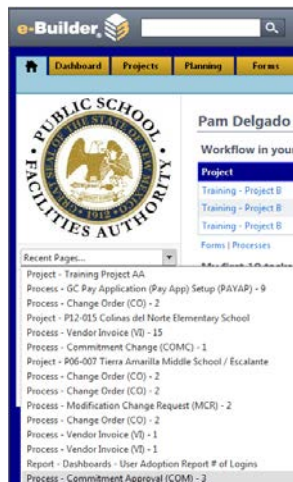 e-Builder
Dashboard Projects Planning Forms
PUBLIC SCHOOL FACILITIES AUTHORITY
GREAT SEAL OF THE STATE OF NEW MEXICO
1912
Pam Delgado
Workflow in your
Project
Training - Project B
Training - Project B
Training - Project B
Forms | Processes
Recent Pages...
Project - Training Project AA
Process - GC Pay Application (Pay App) Setup (PAYAP) - 9
Process - Change Order (CO) - 2
Project - P12-015 Colinas del Norte Elementary School
Process - Vendor Invoice (VI) - 15
Process - Commitment Change (COMC) - 1
Project - P06-007 Tierra Amarilla Middle School / Escalante
Process - Change Order (CO) - 2
Process - Change Order (CO) - 2
Process - Modification Change Request (MCR) - 2
Process - Change Order (CO) - 2
Process - Vendor Invoice (VI) - 1
Process - Vendor Invoice (VI) - 1
Report - Dashboards - User Adoption Report # of Logins
Process - Commitment Approval (COM) - 3